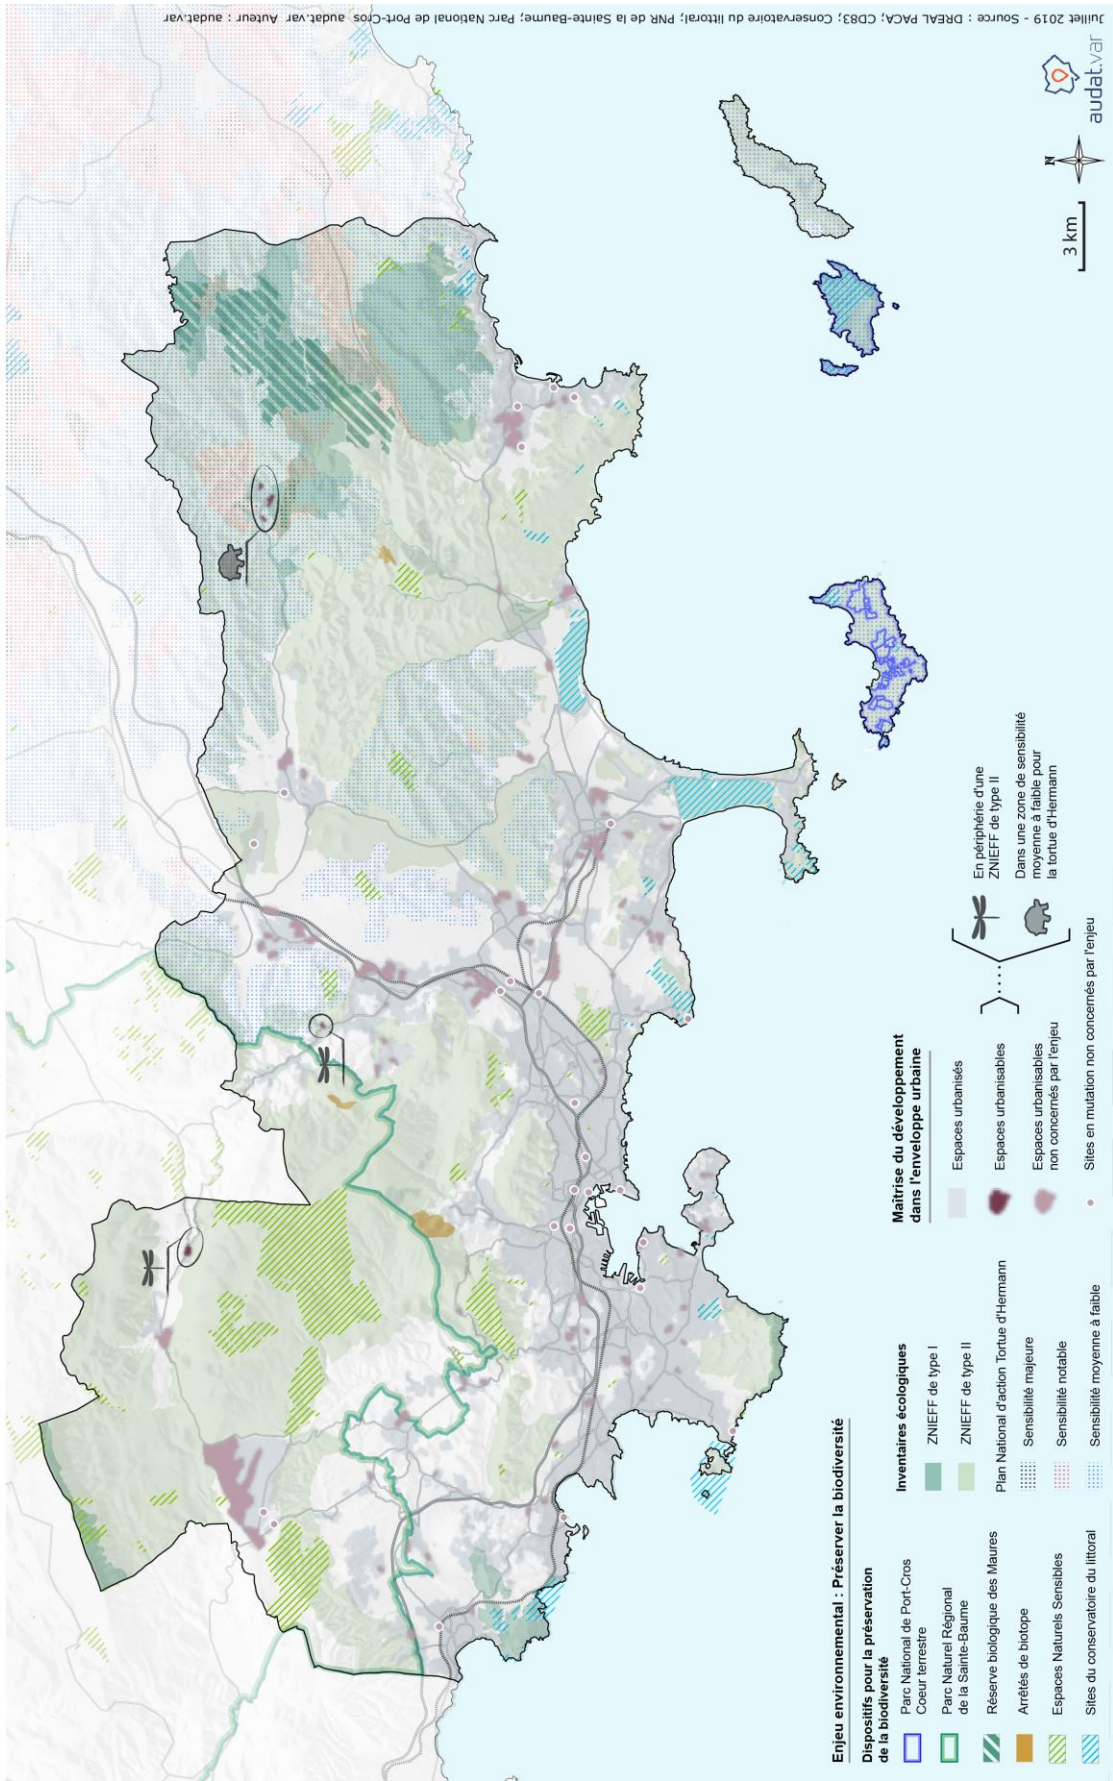 Juillet 2019 - Source : DREAL PACA; CD83; Conservatoire du littoral; PNR de la Sainte-Baume; Parc National de Port-Cros audat.var Auteur : audat.var
audat.var
N
3 km
Enjeu environnemental : Préserver la biodiversité
Dispositifs pour la préservation
de la biodiversité
Parc National de Port-Cros
Coeur terrestre
Parc Naturel Régional
de la Sainte-Baume
Réserve biologique des Maures
Arrêtés de biotope
Espaces Naturels Sensibles
Sites du conservatoire du littoral
Inventaires écologiques
ZNIEFF de type I
ZNIEFF de type II
Plan National d'action Tortue d'Hermann
Sensibilité majeure
Sensibilité notable
Sensibilité moyenne à faible
Maîtrise du développement
dans l'enveloppe urbaine
Espaces urbanisés
Espaces urbanisables
Espaces urbanisables
non concernés par l'enjeu
Sites en mutation non concernés par l'enjeu
En périphérie d'une
ZNIEFF de type II
Dans une zone de sensibilité
moyenne à faible pour
la tortue d'Hermann